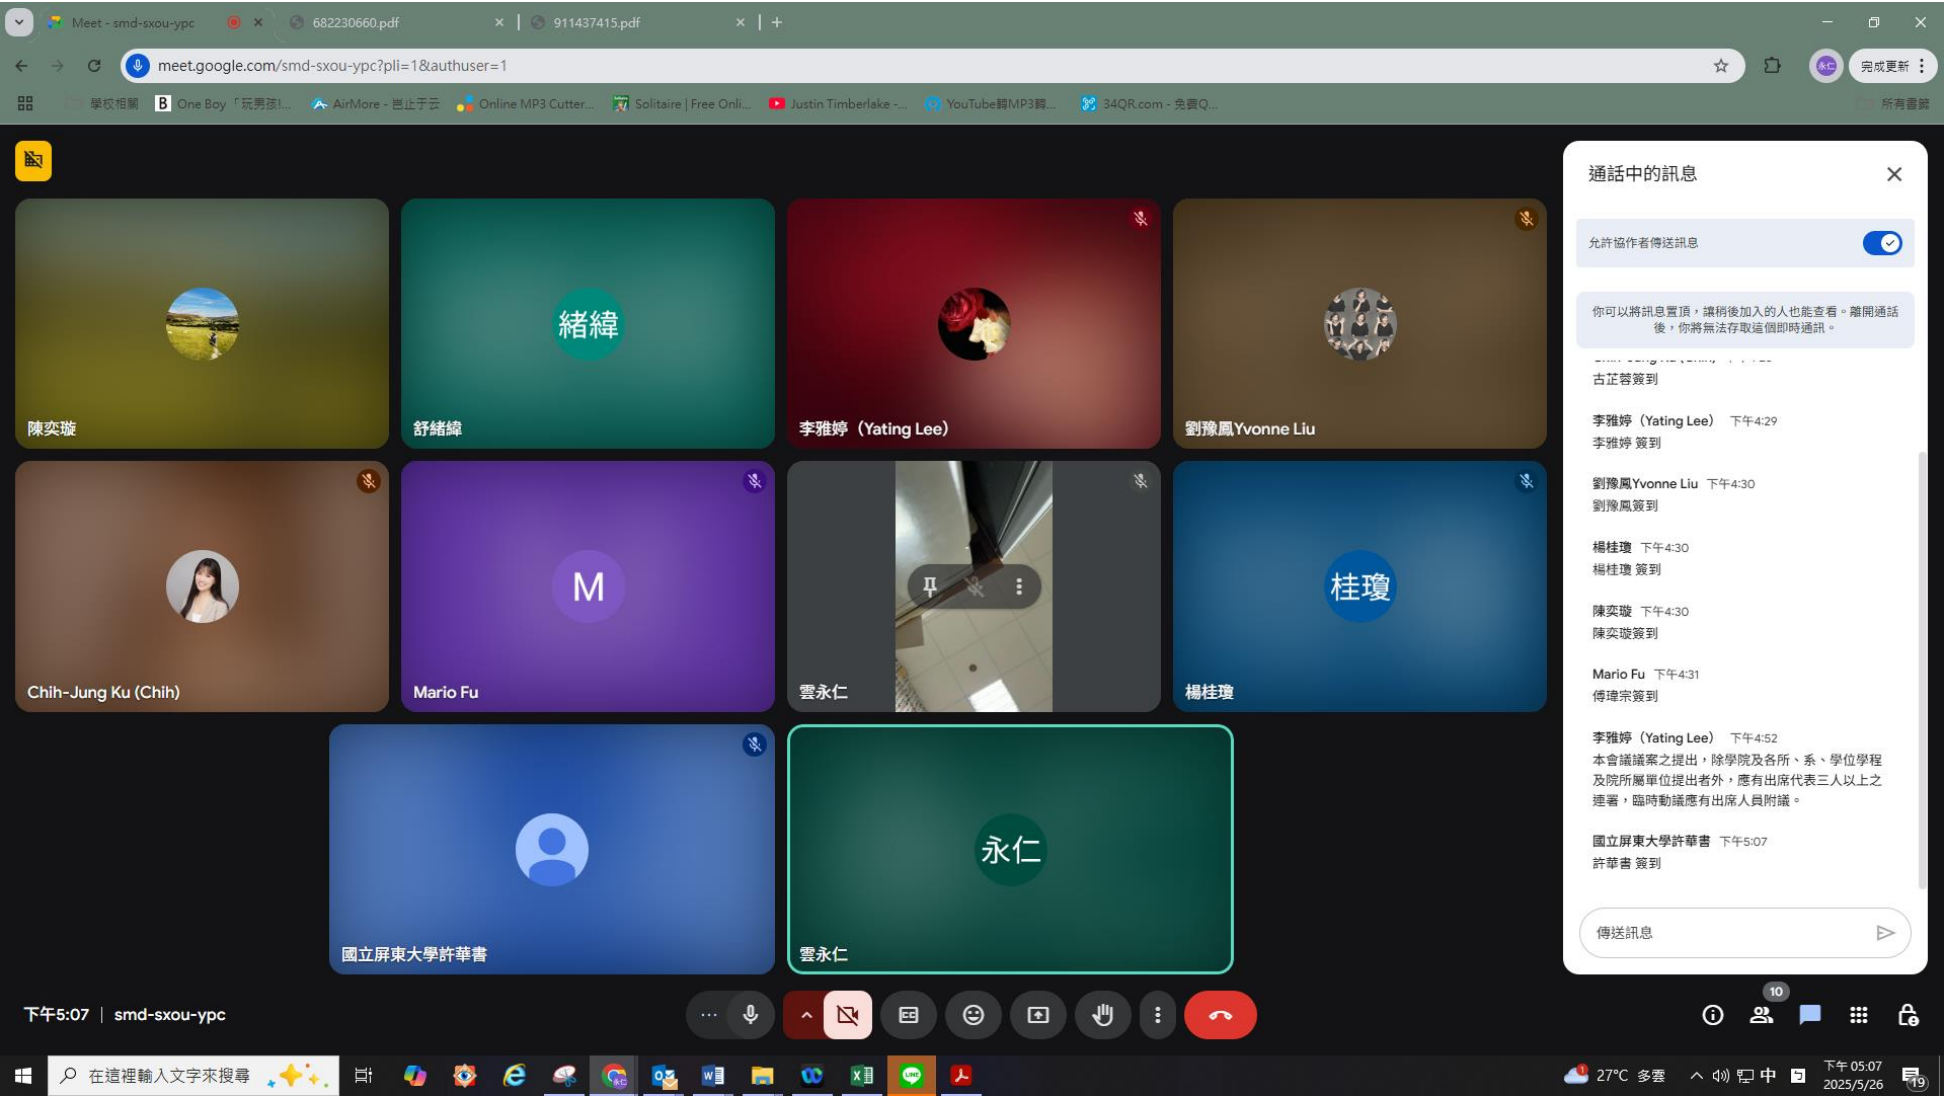 Meet - smd-sxou-ypc
682230660.pdf
911437415.pdf
meet.google.com/smd-sxou-ypc?pli=1&authuser=1
永仁
完成更新
學校相關
One Boy「玩男孩!...
AirMore - 岜止于云
Online MP3 Cutter...
Solitaire | Free Onli...
Justin Timberlake -...
YouTube轉MP3轉...
34QR.com - 免費Q...
所有書籤
陳奕璇
緒緯
舒緒緯
李雅婷（Yating Lee）
劉豫鳳Yvonne Liu
Chih-Jung Ku (Chih)
M
Mario Fu
雲永仁
桂瓊
楊桂瓊
國立屏東大學許華書
永仁
雲永仁
通話中的訊息
允許協作者傳送訊息
你可以將訊息置頂，讓稍後加入的人也能查看。離開通話
後，你將無法存取這個即時通訊。
古芷蓉簽到
李雅婷（Yating Lee） 下午4:29
李雅婷 簽到
劉豫鳳Yvonne Liu 下午4:30
劉豫鳳簽到
楊桂瓊 下午4:30
楊桂瓊 簽到
陳奕璇 下午4:30
陳奕璇簽到
Mario Fu 下午4:31
傅瑋宗簽到
李雅婷（Yating Lee） 下午4:52
本會議議案之提出，除學院及各所、系、學位學程
及院所屬單位提出者外，應有出席代表三人以上之
連署，臨時動議應有出席人員附議。
國立屏東大學許華書 下午5:07
許華書 簽到
傳送訊息
下午5:07 | smd-sxou-ypc
10
在這裡輸入文字來搜尋
27°C 多雲
中
下午 05:07
2025/5/26
19